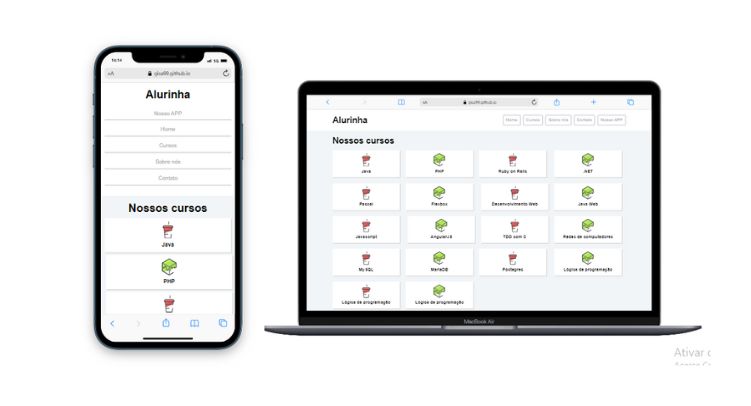 16:14
5G
AA
gisa99.github.io
Alurinha
Nosso APP
Home
Cursos
Sobre nós
Contato
Nossos cursos
Java
PHP
AA
gisa99.github.io
Alurinha
Home
Cursos
Sobre nós
Contato
Nosso APP
Nossos cursos
Java
PHP
Ruby on Rails
.NET
Pascal
Flexbox
Desenvolvimento Web
Java Web
Javascript
AngularJS
TDD com
Redes de computadores
My SQL
MariaDB
Postegres
Lógica de programação
Lógica de programação
Lógica de programação
MacBook Air
Ativar